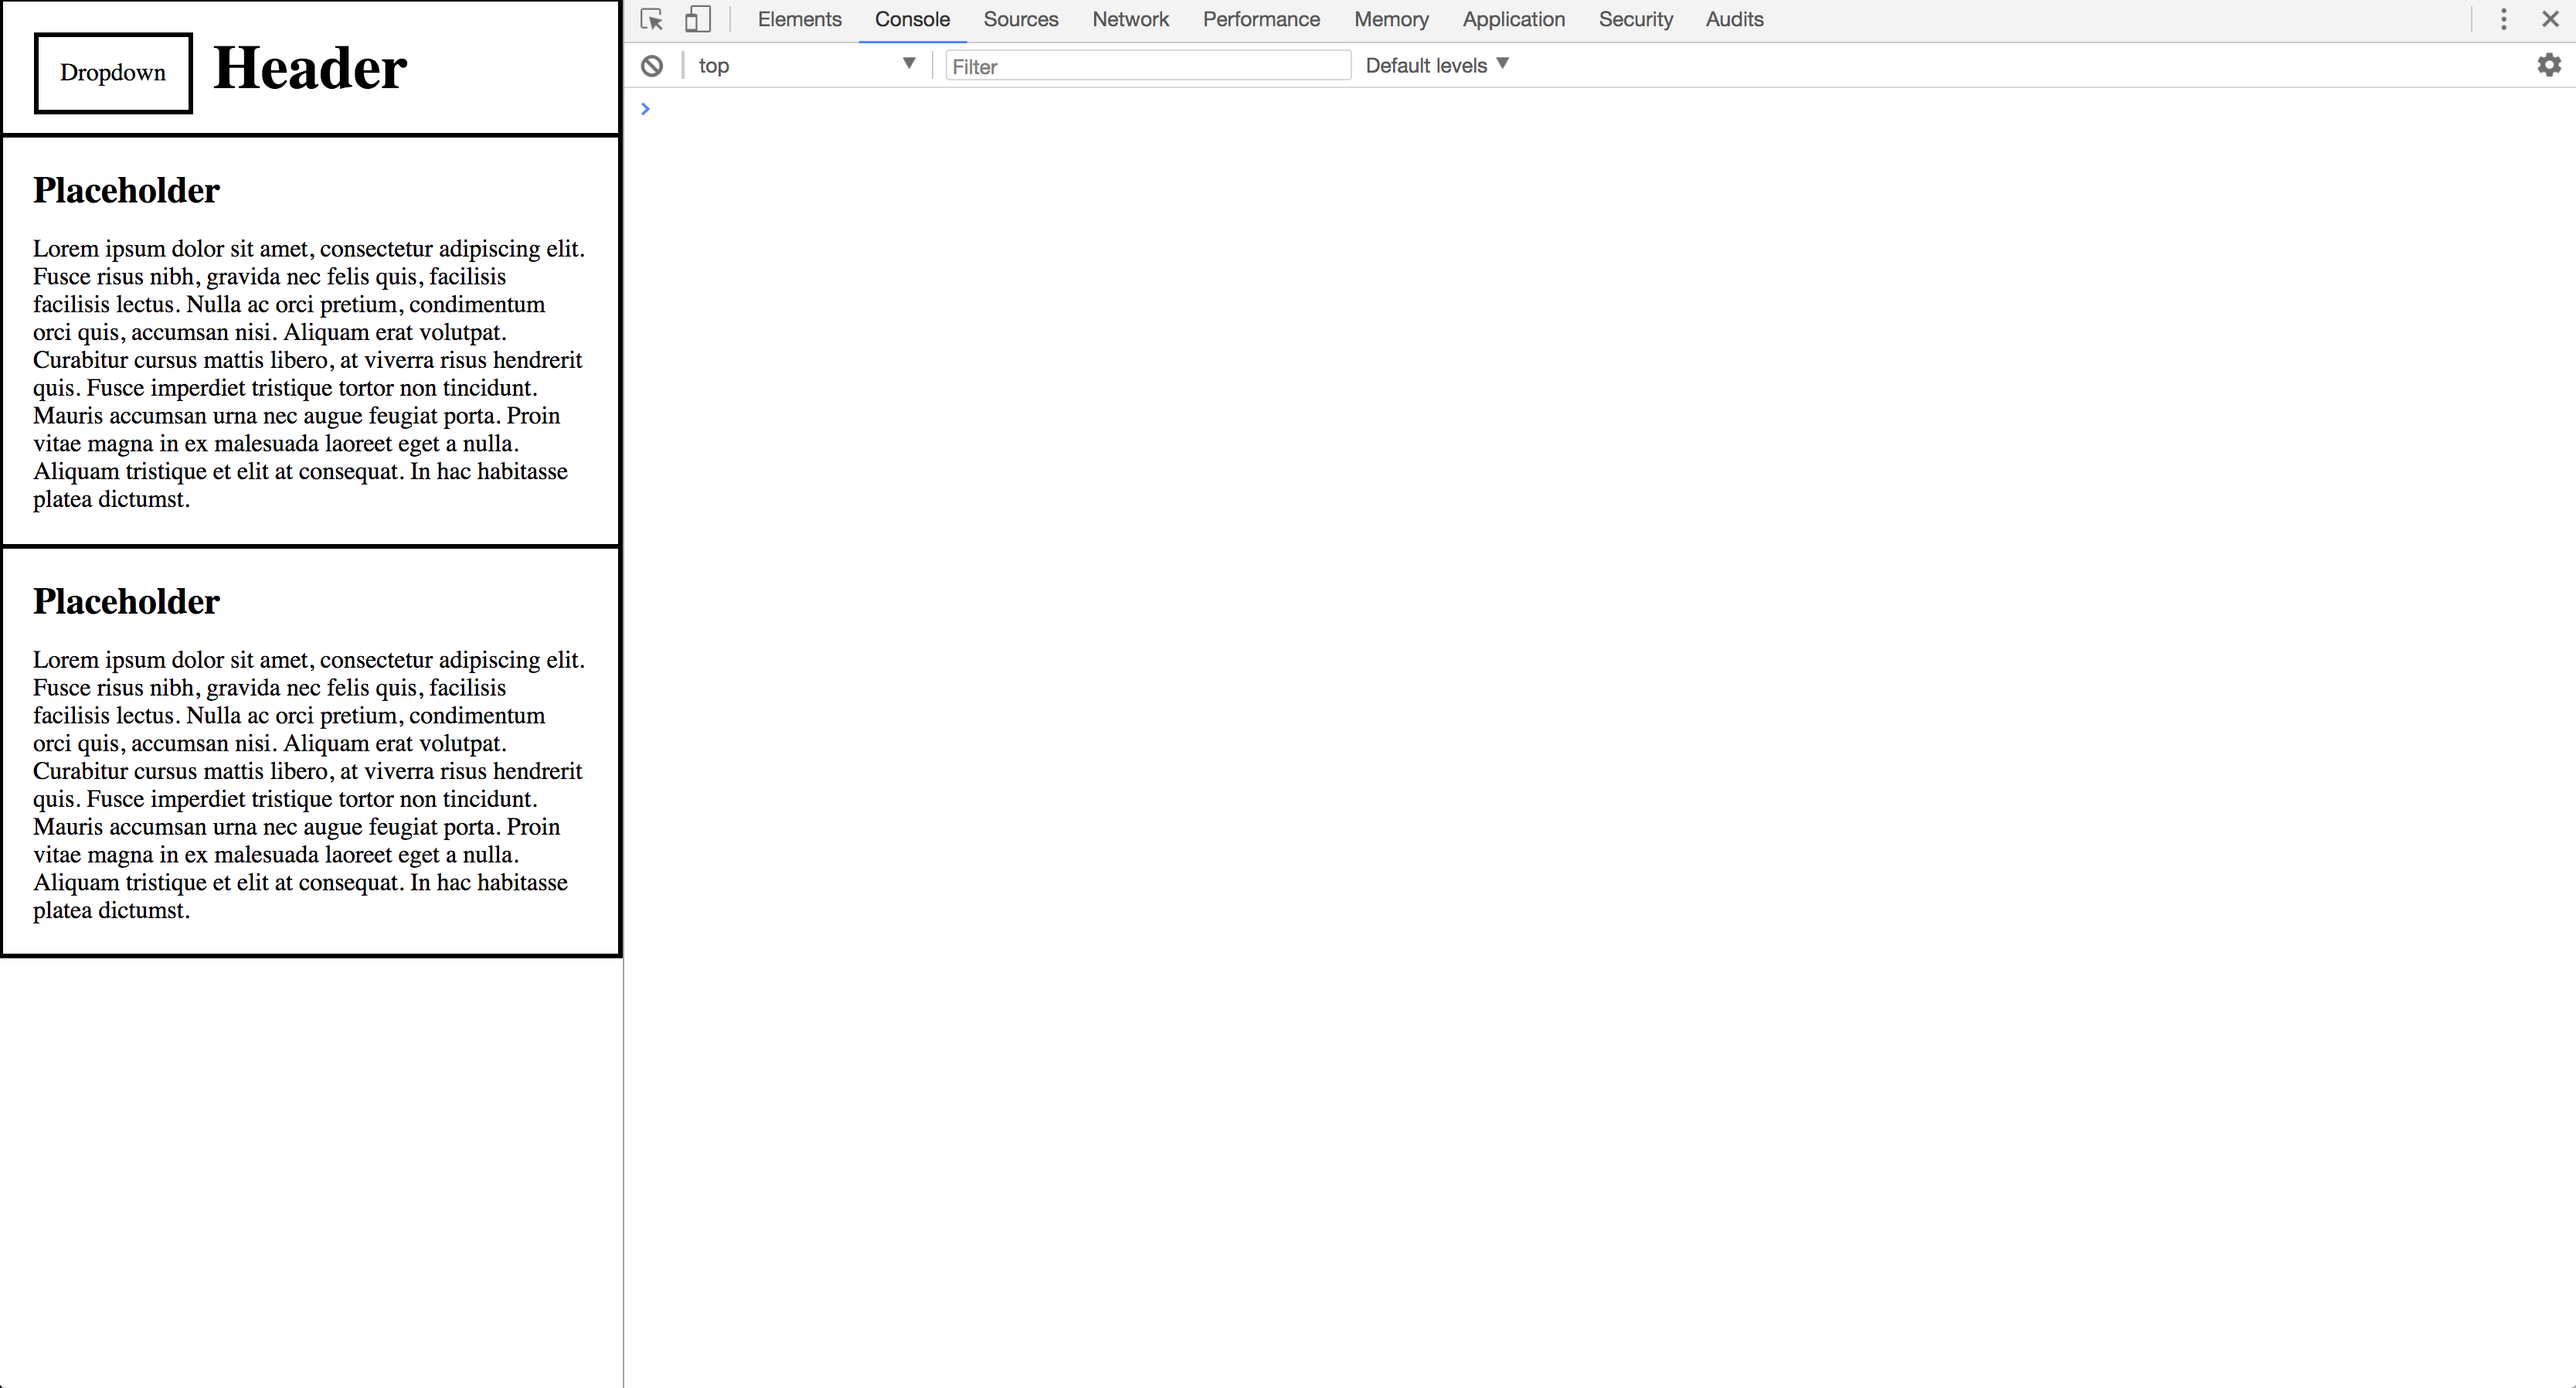 Dropdown Header
Placeholder
Lorem ipsum dolor sit amet, consectetur adipiscing elit.
Fusce risus nibh, gravida nec felis quis, facilisis
facilisis lectus. Nulla ac orci pretium, condimentum
orci quis, accumsan nisi. Aliquam erat volutpat.
Curabitur cursus mattis libero, at viverra risus hendrerit
quis. Fusce imperdiet tristique tortor non tincidunt.
Mauris accumsan urna nec augue feugiat porta. Proin
vitae magna in ex malesuada laoreet eget a nulla.
Aliquam tristique et elit at consequat. In hac habitasse
platea dictumst.
Placeholder
Lorem ipsum dolor sit amet, consectetur adipiscing elit.
Fusce risus nibh, gravida nec felis quis, facilisis
facilisis lectus. Nulla ac orci pretium, condimentum
orci quis, accumsan nisi. Aliquam erat volutpat.
Curabitur cursus mattis libero, at viverra risus hendrerit
quis. Fusce imperdiet tristique tortor non tincidunt.
Mauris accumsan urna nec augue feugiat porta. Proin
vitae magna in ex malesuada laoreet eget a nulla.
Aliquam tristique et elit at consequat. In hac habitasse
platea dictumst.
Elements Console Sources Network Performance Memory Application Security Audits
top Filter Default levels